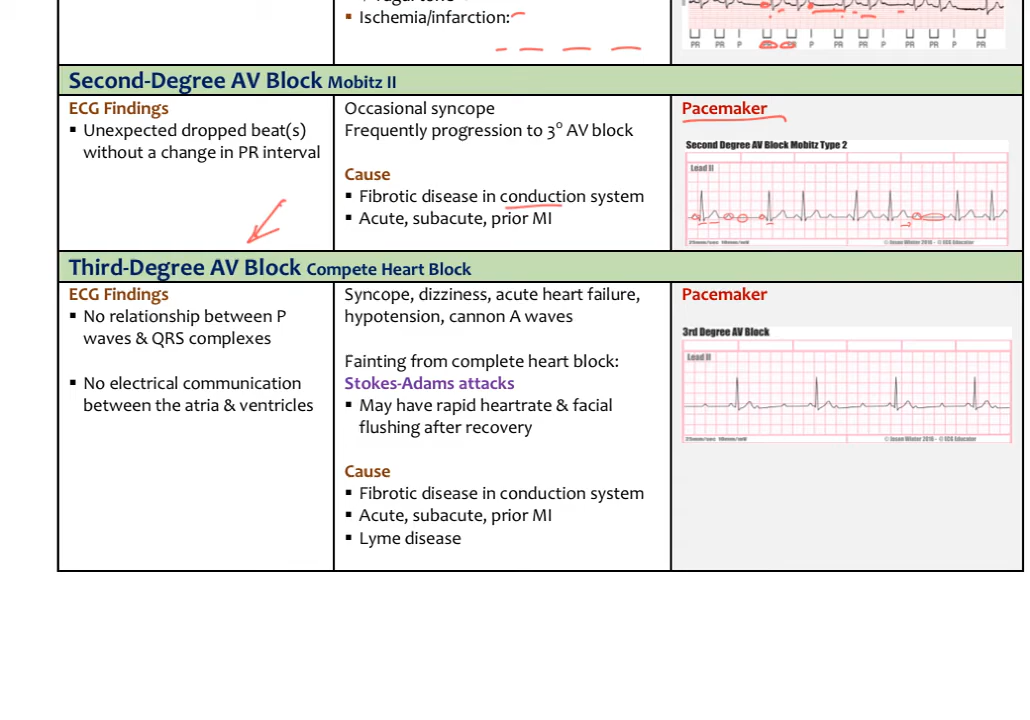 Ischemia/infarction:
PR PR P P PR PR P PR PR P PR
Second-Degree AV Block Mobitz II
ECG Findings
▪ Unexpected dropped beat(s)
without a change in PR interval
Occasional syncope
Frequently progression to 3⁰ AV block
Cause
▪ Fibrotic disease in conduction system
▪ Acute, subacute, prior MI
Pacemaker
Second Degree AV Block Mobitz Type 2
Lead II
Third-Degree AV Block Compete Heart Block
ECG Findings
▪ No relationship between P
waves & QRS complexes
▪ No electrical communication
between the atria & ventricles
Syncope, dizziness, acute heart failure,
hypotension, cannon A waves
Fainting from complete heart block:
Stokes-Adams attacks
▪ May have rapid heartrate & facial
flushing after recovery
Cause
▪ Fibrotic disease in conduction system
▪ Acute, subacute, prior MI
▪ Lyme disease
Pacemaker
3rd Degree AV Block
Lead II